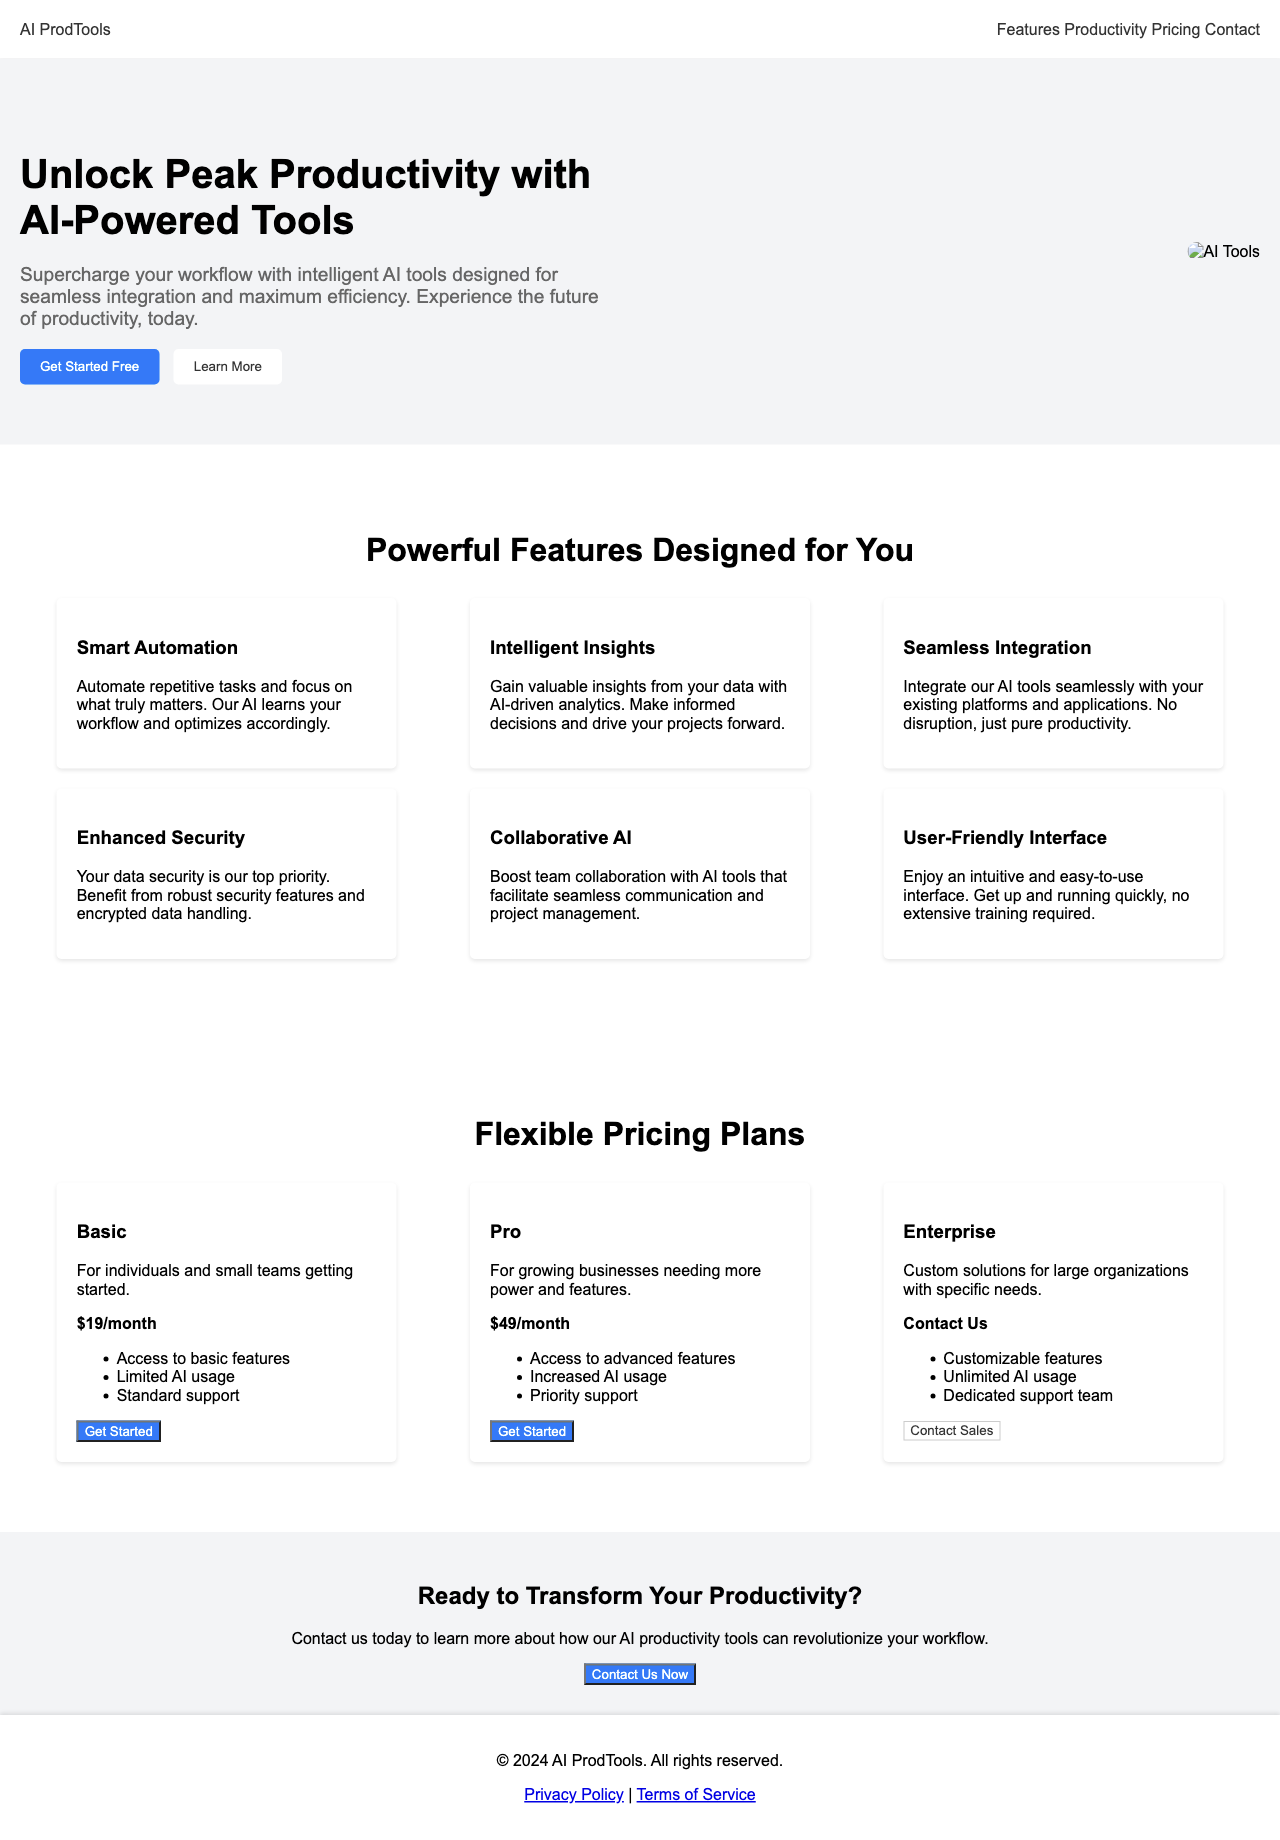 AI ProdTools
Features Productivity Pricing Contact
Unlock Peak Productivity with
AI-Powered Tools
Supercharge your workflow with intelligent AI tools designed for
seamless integration and maximum efficiency. Experience the future
of productivity, today.
Get Started Free
Learn More
AI Tools
Powerful Features Designed for You
Smart Automation
Automate repetitive tasks and focus on
what truly matters. Our AI learns your
workflow and optimizes accordingly.
Intelligent Insights
Gain valuable insights from your data with
AI-driven analytics. Make informed
decisions and drive your projects forward.
Seamless Integration
Integrate our AI tools seamlessly with your
existing platforms and applications. No
disruption, just pure productivity.
Enhanced Security
Your data security is our top priority.
Benefit from robust security features and
encrypted data handling.
Collaborative AI
Boost team collaboration with AI tools that
facilitate seamless communication and
project management.
User-Friendly Interface
Enjoy an intuitive and easy-to-use
interface. Get up and running quickly, no
extensive training required.
Flexible Pricing Plans
Basic
For individuals and small teams getting
started.
$19/month
• Access to basic features
• Limited AI usage
• Standard support
Get Started
Pro
For growing businesses needing more
power and features.
$49/month
• Access to advanced features
• Increased AI usage
• Priority support
Get Started
Enterprise
Custom solutions for large organizations
with specific needs.
Contact Us
• Customizable features
• Unlimited AI usage
• Dedicated support team
Contact Sales
Ready to Transform Your Productivity?
Contact us today to learn more about how our AI productivity tools can revolutionize your workflow.
Contact Us Now
© 2024 AI ProdTools. All rights reserved.
Privacy Policy | Terms of Service